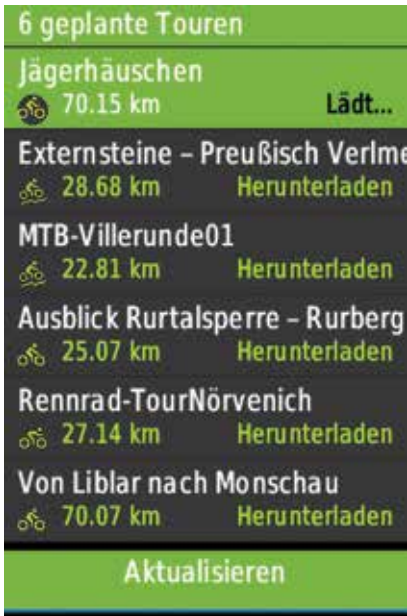 6 geplante Touren
Jägerhäuschen
70.15 km Lädt...
Externsteine – Preußisch Verlme
28.68 km Herunterladen
MTB-Villerunde01
22.81 km Herunterladen
Ausblick Rurtalsperre – Rurberg
25.07 km Herunterladen
Rennrad-TourNörvenich
27.14 km Herunterladen
Von Liblar nach Monschau
70.07 km Herunterladen
Aktualisieren